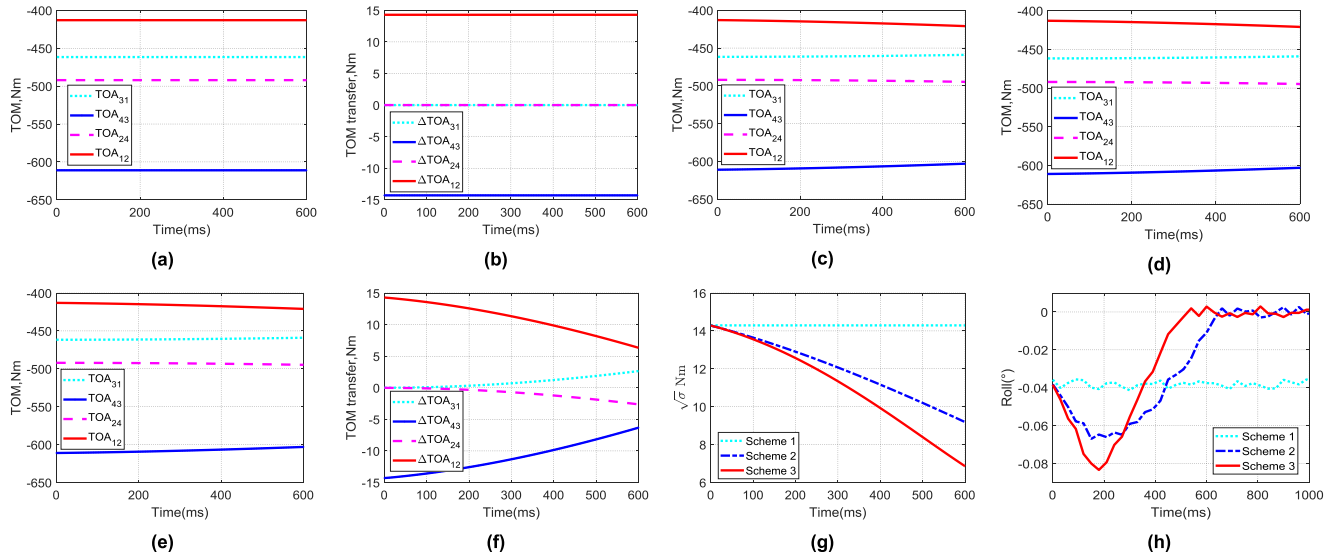 -400
-450
-500
-550
-600
-650
TOM,Nm
TOA31
TOA43
TOA24
TOA12
0 200 400 600
Time(ms)
(a)
15
10
5
0
-5
-10
-15
TOM transfer,Nm
ΔTOA31
ΔTOA43
ΔTOA24
ΔTOA12
0 100 200 300 400 500 600
Time(ms)
(b)
-400
-450
-500
-550
-600
-650
TOM,Nm
TOA31
TOA43
TOA24
TOA12
0 200 400 600
Time(ms)
(c)
-400
-450
-500
-550
-600
-650
TOM,Nm
TOA31
TOA43
TOA24
TOA12
0 200 400 600
Time(ms)
(d)
-400
-450
-500
-550
-600
-650
TOM,Nm
TOA31
TOA43
TOA24
TOA12
0 200 400 600
Time(ms)
(e)
15
10
5
0
-5
-10
-15
TOM transfer,Nm
ΔTOA31
ΔTOA43
ΔTOA24
ΔTOA12
0 100 200 300 400 500 600
Time(ms)
(f)
16
14
12
10
8
6
√σ Nm
Scheme 1
Scheme 2
Scheme 3
0 100 200 300 400 500 600
Time(ms)
(g)
0
-0.02
-0.04
-0.06
-0.08
Roll(°)
Scheme 1
Scheme 2
Scheme 3
0 200 400 600 800 1000
Time(ms)
(h)